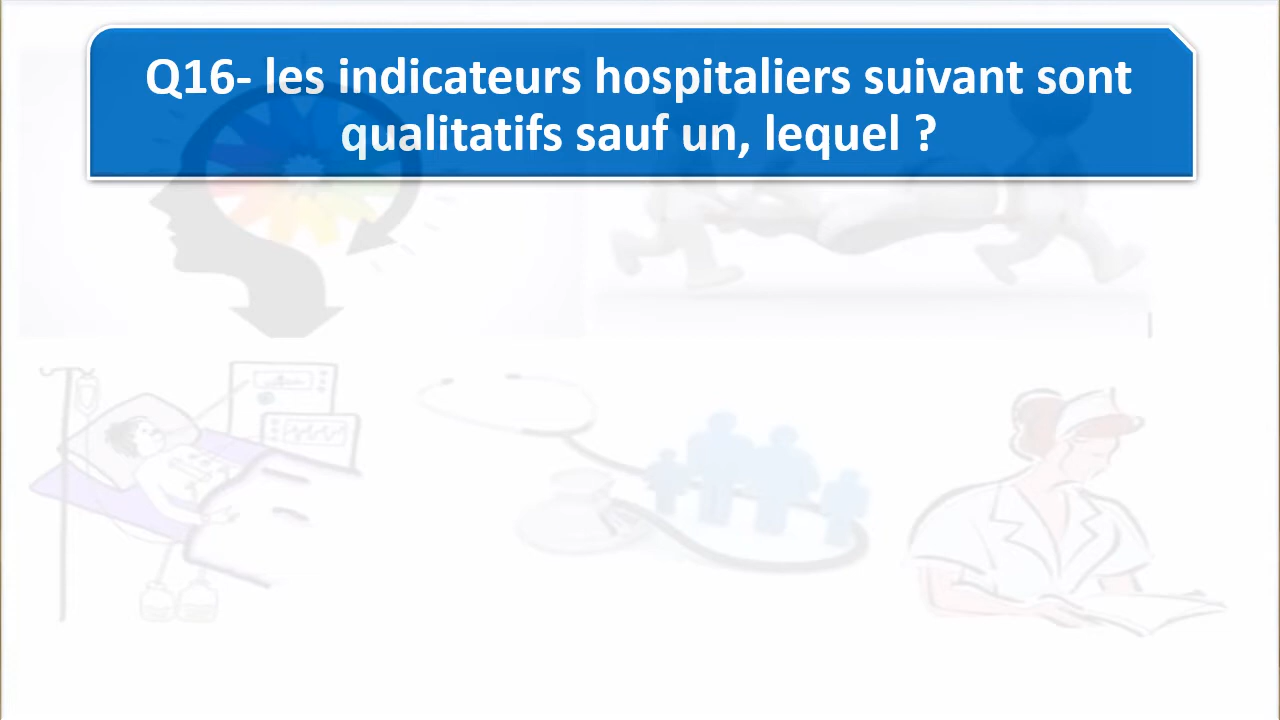 Q16- les indicateurs hospitaliers suivant sont
qualitatifs sauf un, lequel ?